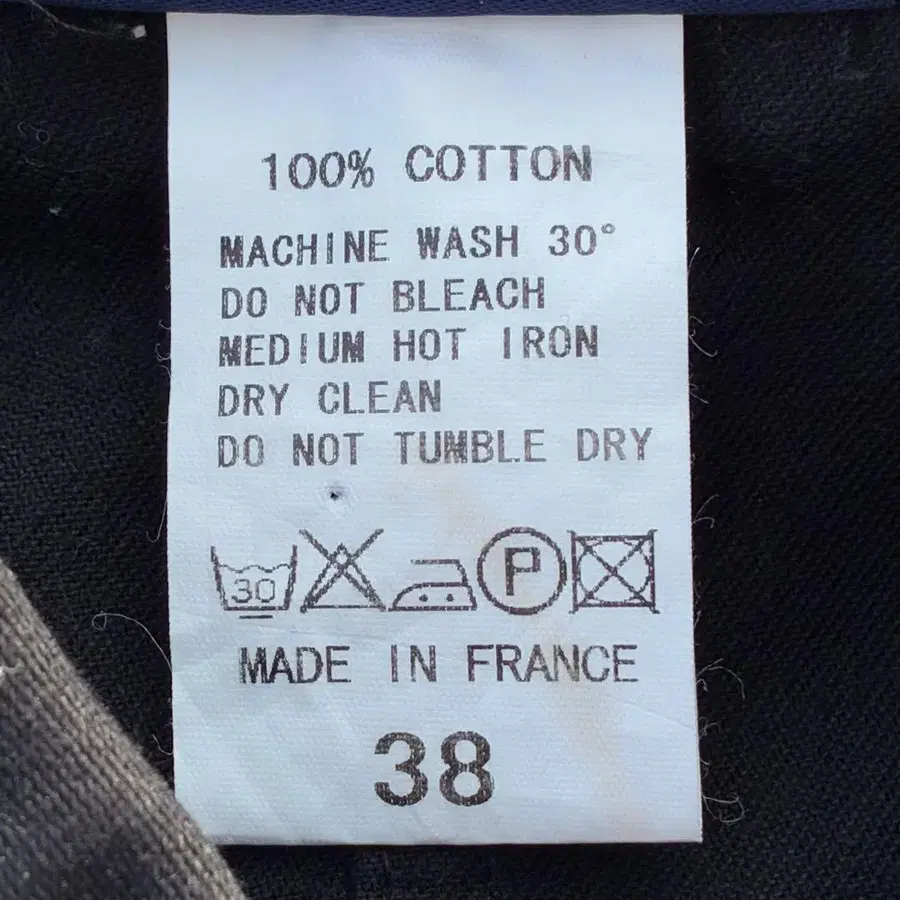 100% COTTON
MACHINE WASH 30°
DO NOT BLEACH
MEDIUM HOT IRON
DRY CLEAN
DO NOT TUMBLE DRY
30 P
MADE IN FRANCE
38